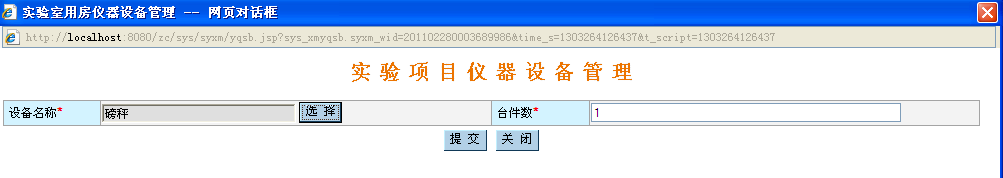 实验室用房仪器设备管理 -- 网页对话框
http://localhost:8080/zc/sys/syxm/yqsb.jsp?sys_xmyqsb.syxm_wid=201102280003689986&time_s=1303264126437&t_script=1303264126437
实验项目仪器设备管理
设备名称* 磅秤 选择 台件数* 1
提交 关闭